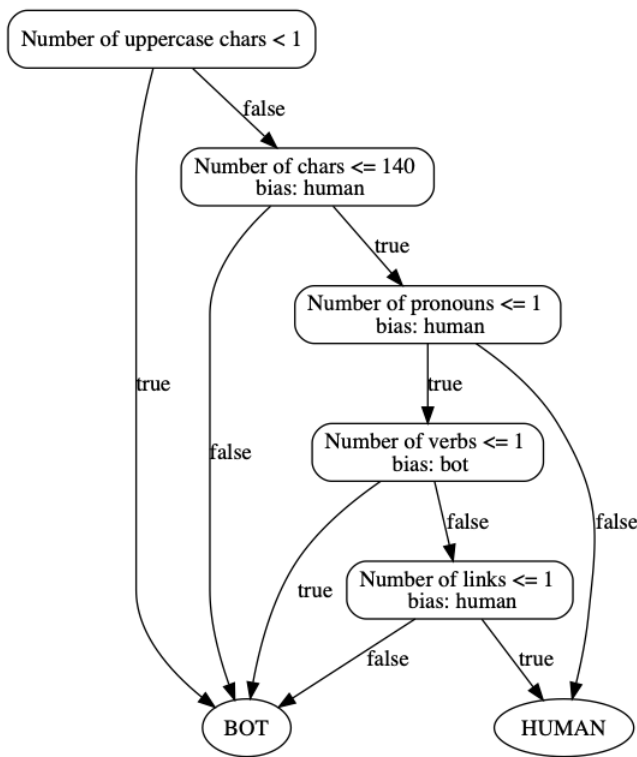 Number of uppercase chars < 1
false
Number of chars <= 140
bias: human
true
Number of pronouns <= 1
bias: human
true
true
Number of verbs <= 1
bias: bot
false
false
false
Number of links <= 1
bias: human
true
false
true
BOT
HUMAN